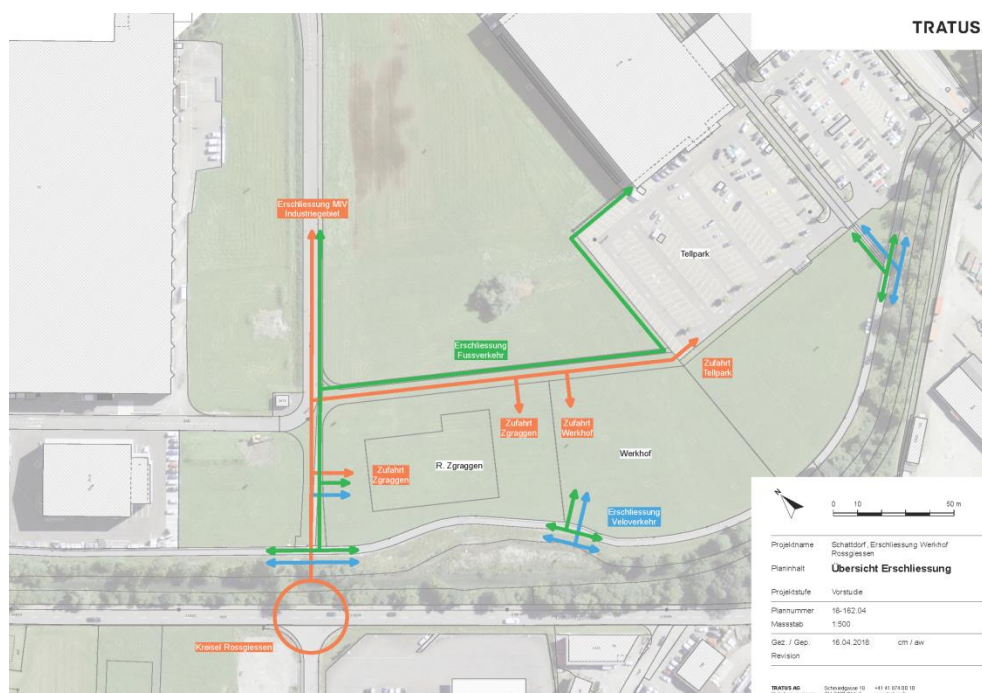 TRATUS
Erschliessung MIV
Industriegebiet
Tellpark
Erschliessung
Fussverkehr
Zufahrt
Tellpark
Zufahrt
Zgraggen
Zufahrt
Werkhof
Zufahrt
Zgraggen
R. Zgraggen
Werkhof
Erschliessung
Veloverkehr
Kreisel Rossgiessen
N
0 10 50 m
Projektname Schattdorf, Erschliessung Werkhof
Rossgiessen
Planinhalt Übersicht Erschliessung
Projektstufe Vorstudie
Plannummer 16-162.04
Massstab 1:500
Gez. / Gep. 16.04.2018 cm / aw
Revision
TRATUS AG